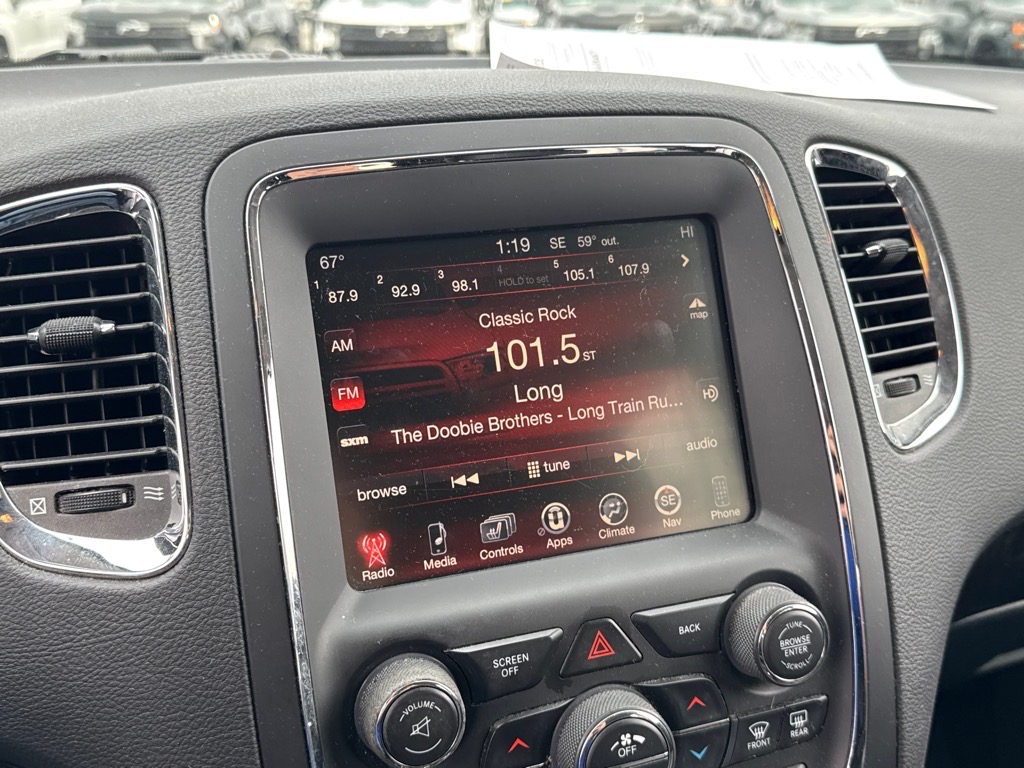 67° 1:19 SE 59° out. HI
1 87.9 2 92.9 3 98.1 4 HOLD to set 5 105.1 6 107.9
map
Classic Rock
AM
101.5 ST
FM
Long
HD
sxm
The Doobie Brothers - Long Train Ru...
browse tune audio
Radio Media Controls Apps Climate SE Nav Phone
SCREEN OFF
BACK
TUNE
BROWSE
ENTER
SCROLL
VOLUME
OFF
FRONT
REAR